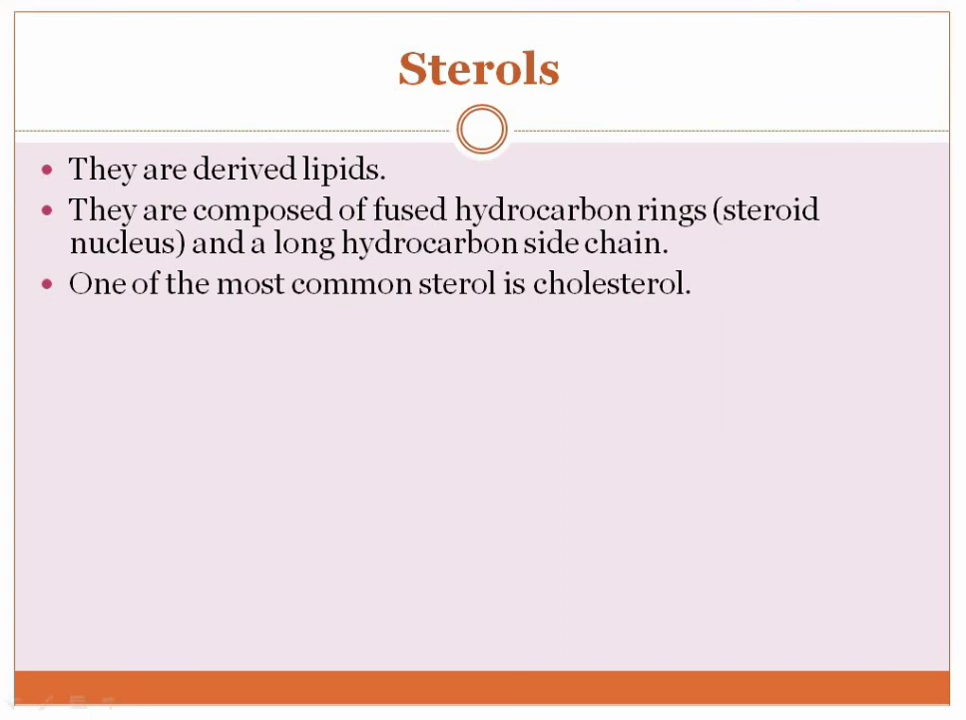 Sterols
• They are derived lipids.
• They are composed of fused hydrocarbon rings (steroid
nucleus) and a long hydrocarbon side chain.
• One of the most common sterol is cholesterol.